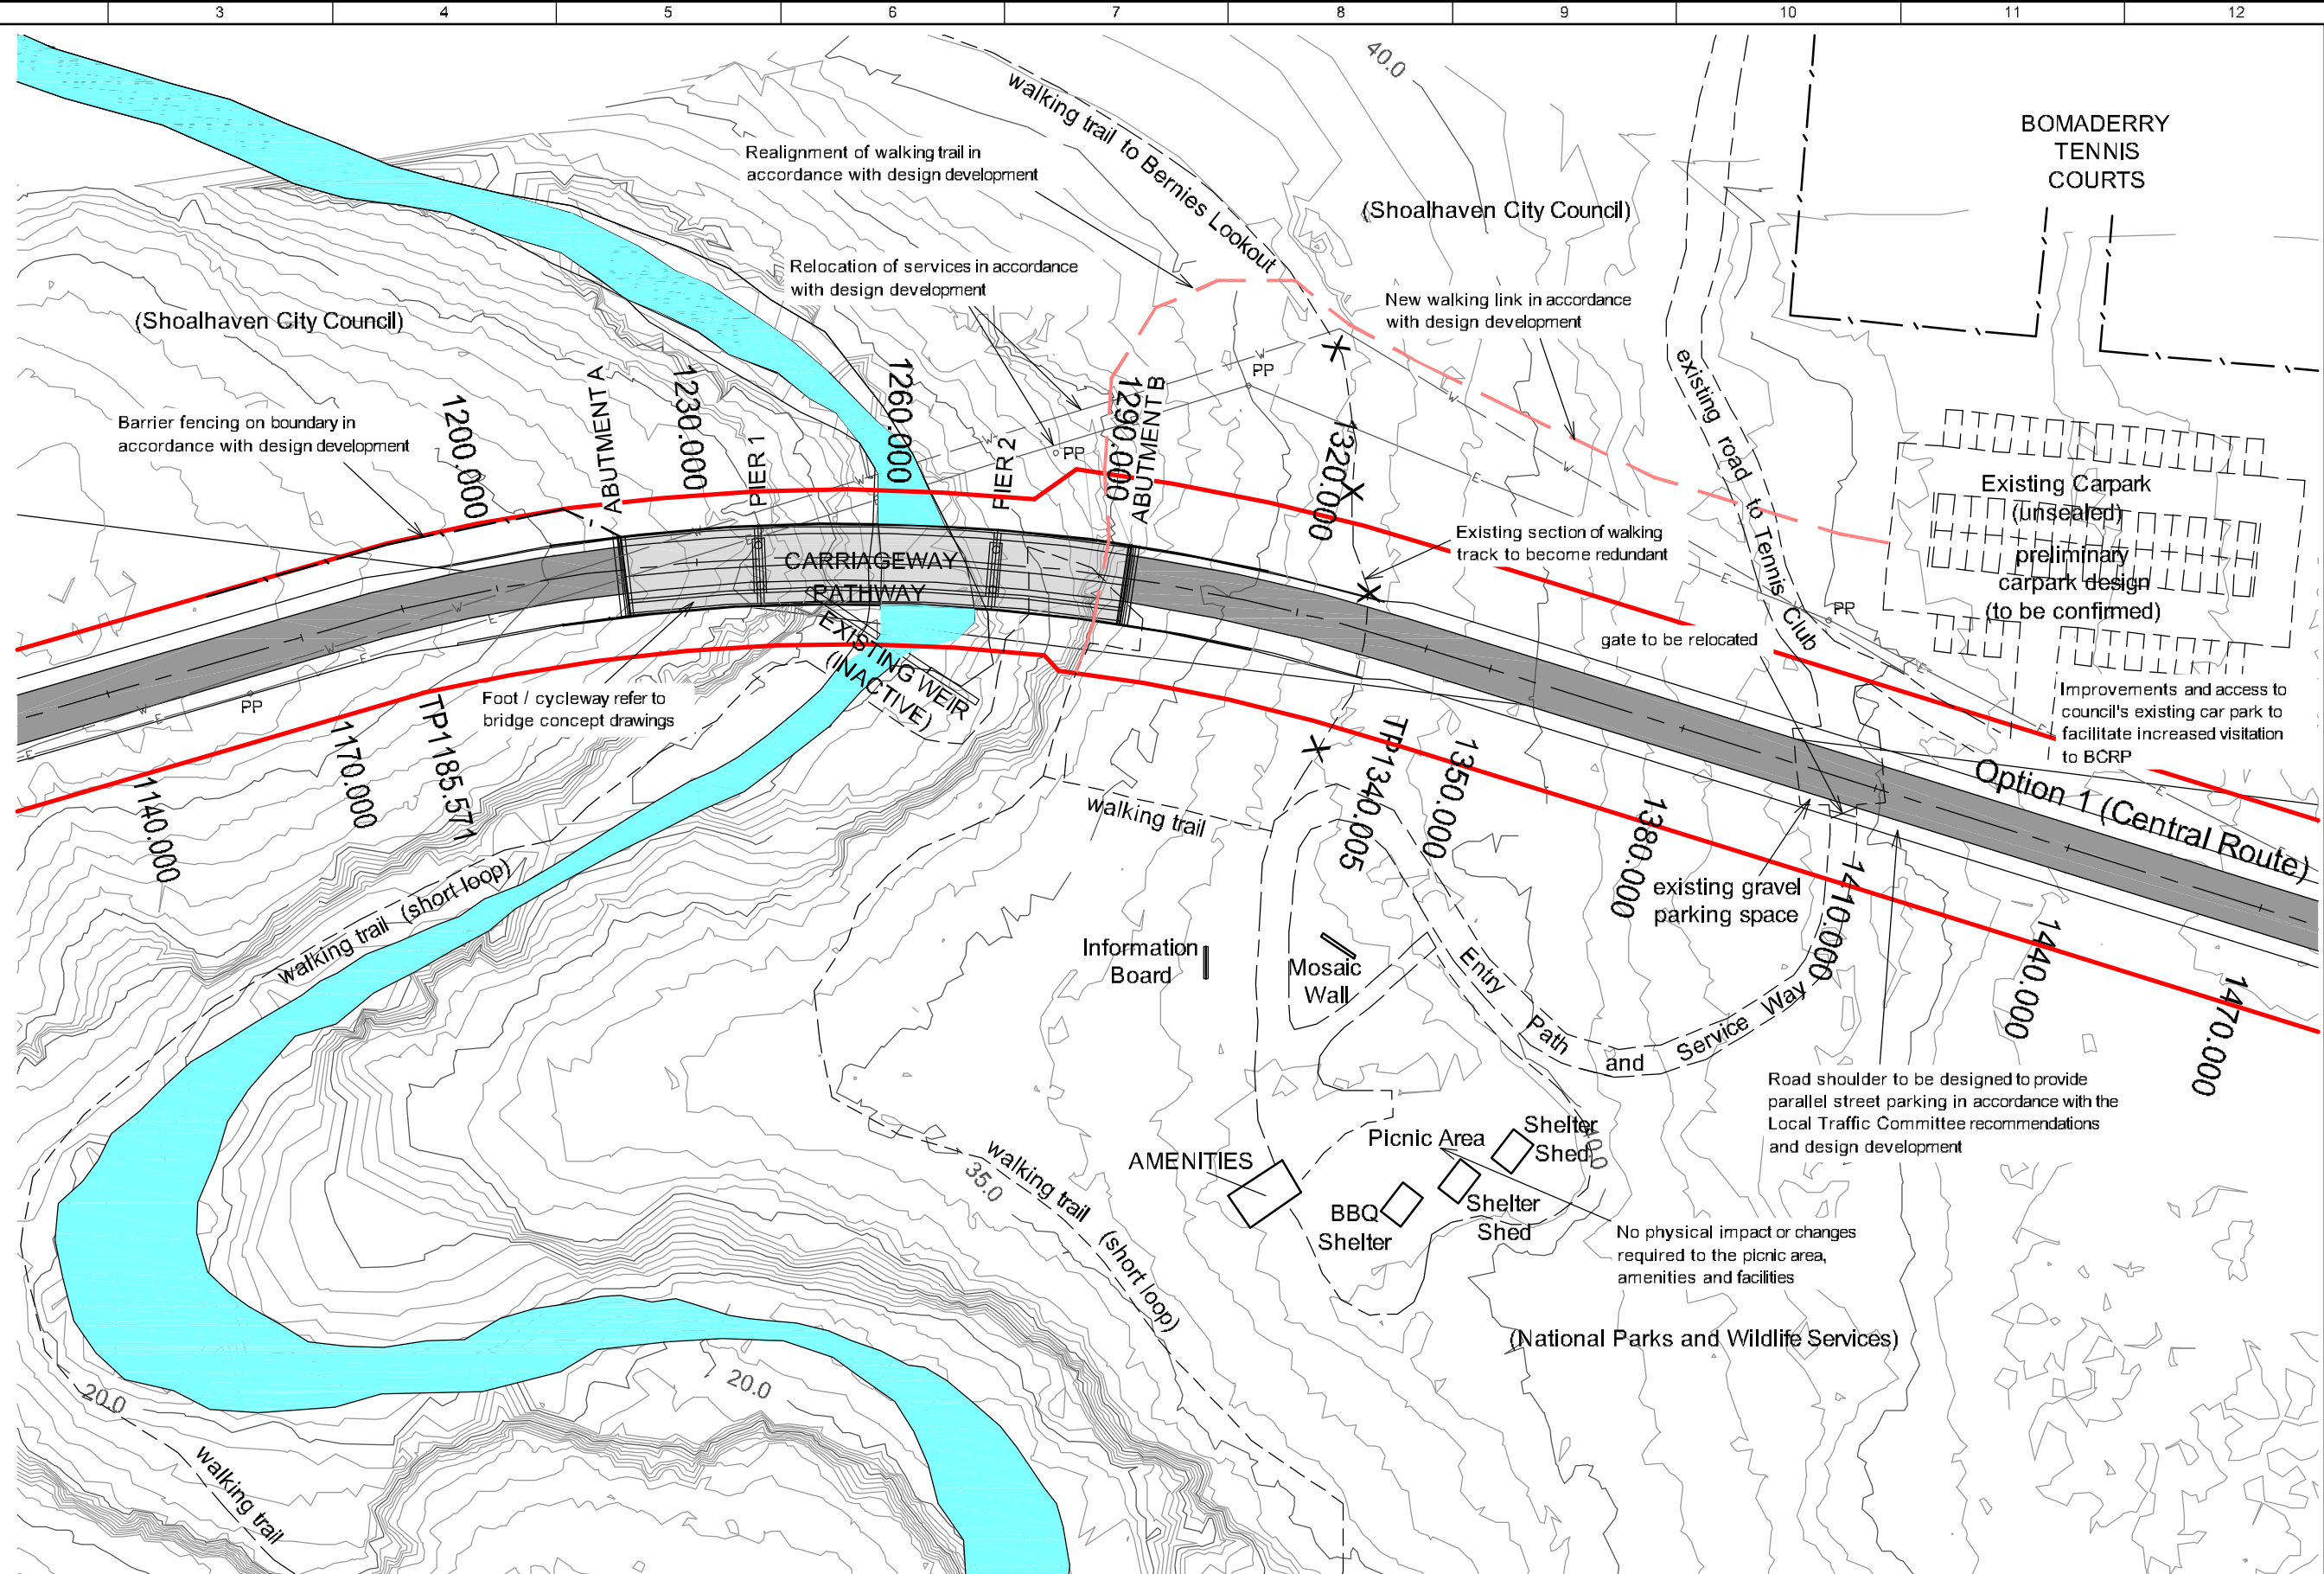 3
4
5
6
7
8
9
10
11
12
40.0
walking trail to Bernies Lookout
BOMADERRY
TENNIS
COURTS
Realignment of walking trail in
accordance with design development
(Shoalhaven City Council)
Relocation of services in accordance
with design development
New walking link in accordance
with design development
(Shoalhaven City Council)
Barrier fencing on boundary in
accordance with design development
1200.000
ABUTMENT A
1230.000
PIER 1
1260.000
PIER 2
1290.000
ABUTMENT B
1320.000
PP
PP
existing road to Tennis Club
Existing Carpark
(unsealed)
preliminary
carpark design
(to be confirmed)
Existing section of walking
track to become redundant
CARRIAGEWAY
PATHWAY
EXISTING WEIR
(INACTIVE)
PP
gate to be relocated
PP
Foot / cycleway refer to
bridge concept drawings
Improvements and access to
council's existing car park to
facilitate increased visitation
to BCRP
1140.000
1170.000
TP1185.571
TP1340.005
1350.000
1380.000
1410.000
1440.000
1470.000
Option 1 (Central Route)
walking trail
existing gravel
parking space
walking trail (short loop)
Information
Board
Mosaic
Wall
Entry
Path
and
Service Way
Road shoulder to be designed to provide
parallel street parking in accordance with the
Local Traffic Committee recommendations
and design development
Picnic Area
Shelter
Shed
40.0
AMENITIES
BBQ
Shelter
Shelter
Shed
35.0
walking trail (short loop)
No physical impact or changes
required to the picnic area,
amenities and facilities
(National Parks and Wildlife Services)
20.0
20.0
walking trail
W
W
W
W
W
W
W
W
E
E
E
E
E
E
E
E